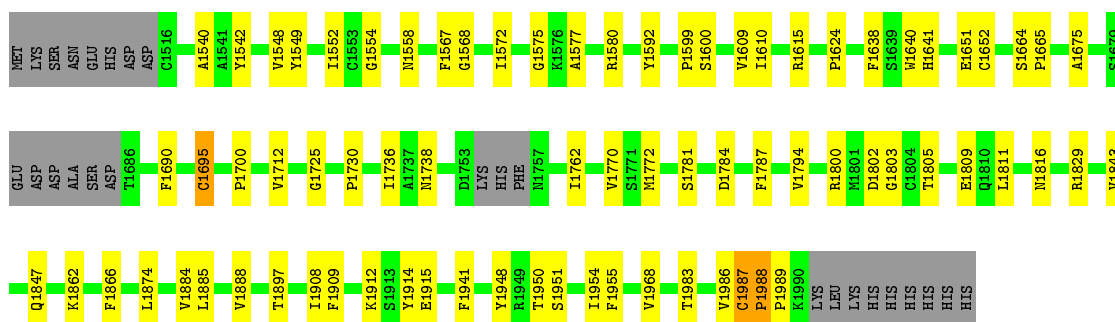 MET LYS SER ASN GLU HIS ASP ASP C1516 A1540 A1541 Y1542 V1548 Y1549 I1552 C1553 G1554 N1558 F1567 G1568 I1572 G1575 K1576 A1577 R1580 Y1592 P1599 S1600 V1609 I1610 R1615 P1624 F1638 S1639 W1640 H1641 E1651 C1652 S1664 P1665 A1675 S1679
GLU ASP ASP ALA SER ASP T1686 F1690 C1695 P1700 V1712 G1725 P1730 I1736 A1737 N1738 D1753 LYS HIS PHE N1757 I1762 V1770 S1771 M1772 S1781 D1784 F1787 V1794 R1800 M1801 D1802 G1803 C1804 T1805 E1809 Q1810 L1811 N1816 R1829
Q1847 K1862 F1866 L1874 V1884 L1885 V1888 T1897 I1908 F1909 K1912 S1913 Y1914 E1915 F1941 Y1948 R1949 T1950 S1951 I1954 F1955 V1968 T1983 V1986 C1987 P1988 P1989 K1990 LYS LEU LYS HIS HIS HIS HIS HIS HIS